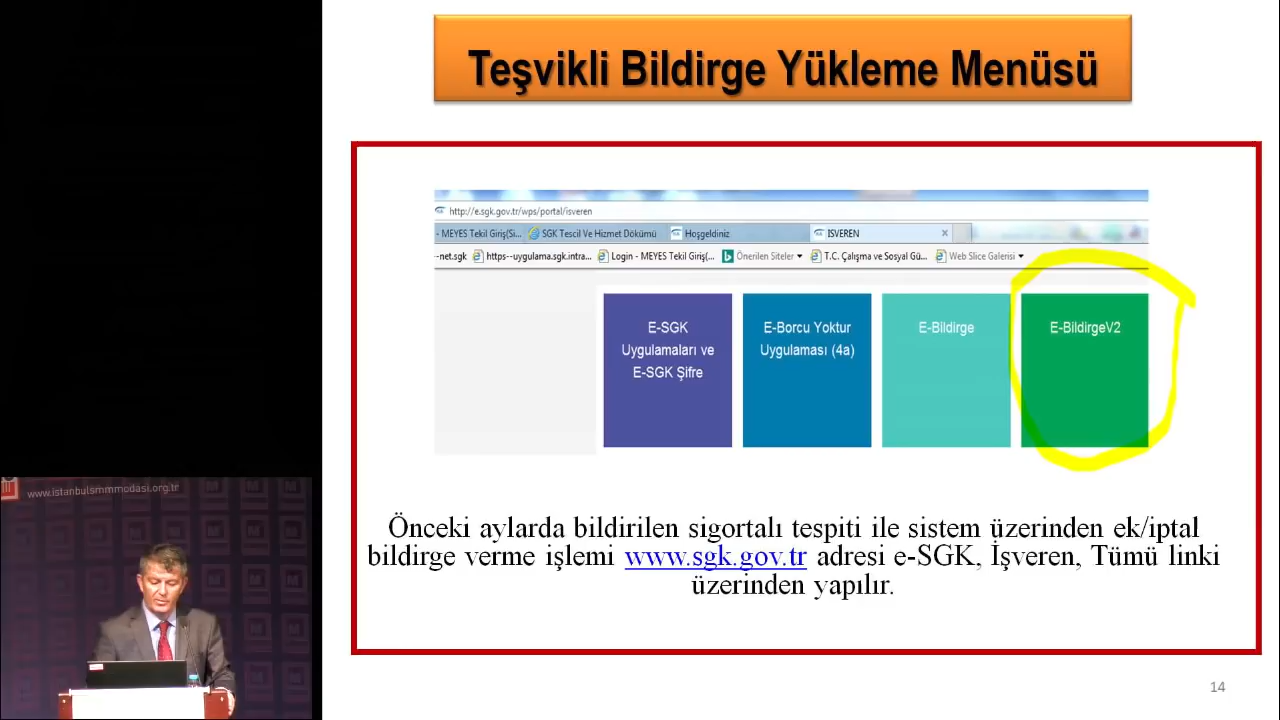 Teşvikli Bildirge Yükleme Menüsü
http://e.sgk.gov.tr/wps/portal/isveren
- MEYES Tekil Giriş(Si... SGK Tescil Ve Hizmet Dökümü Hoşgeldiniz ISVEREN x
--net.sgk https--uygulama.sgk.intra... Login - MEYES Tekil Giriş(... Önerilen Siteler T.C. Çalışma ve Sosyal Gü... Web Slice Galerisi
E-SGK
Uygulamaları ve
E-SGK Şifre
E-Borcu Yoktur
Uygulaması (4a)
E-Bildirge
E-BildirgeV2
Önceki aylarda bildirilen sigortalı tespiti ile sistem üzerinden ek/iptal
bildirge verme işlemi www.sgk.gov.tr adresi e-SGK, İşveren, Tümü linki
üzerinden yapılır.
www.istanbulsmmmodasi.org.tr
14